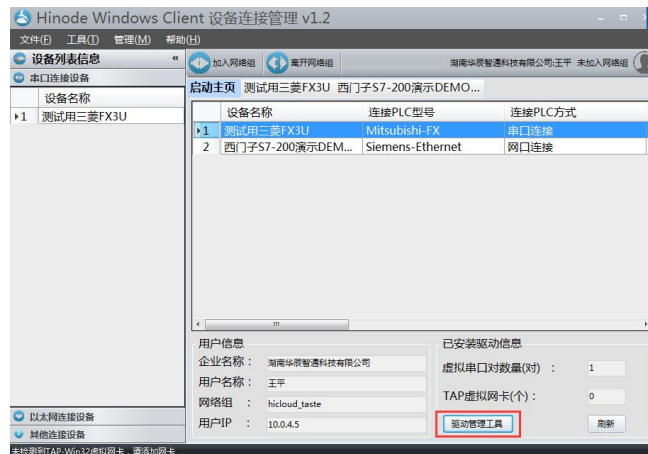 Hinode Windows Client 设备连接管理 v1.2
文件(F) 工具(T) 管理(M) 帮助(H)
设备列表信息 «
串口连接设备
设备名称
1 测试用三菱FX3U
以太网连接设备
其他连接设备
加入网络组 离开网络组 湖南华辰智通科技有限公司:王平 未加入网络组
启动主页 测试用三菱FX3U 西门子S7-200演示DEMO...
设备名称 连接PLC型号 连接PLC方式
1 测试用三菱FX3U Mitsubishi-FX 串口连接
2 西门子S7-200演示DEM... Siemens-Ethernet 网口连接
用户信息
企业名称： 湖南华辰智通科技有限公司
用户名称： 王平
网络组 ： hicloud_taste
用户IP ： 10.0.4.5
已安装驱动信息
虚拟串口对数量(对) ： 1
TAP虚拟网卡(个)： 0
驱动管理工具 刷新
未检测到TAP-Win32虚拟网卡，请添加网卡